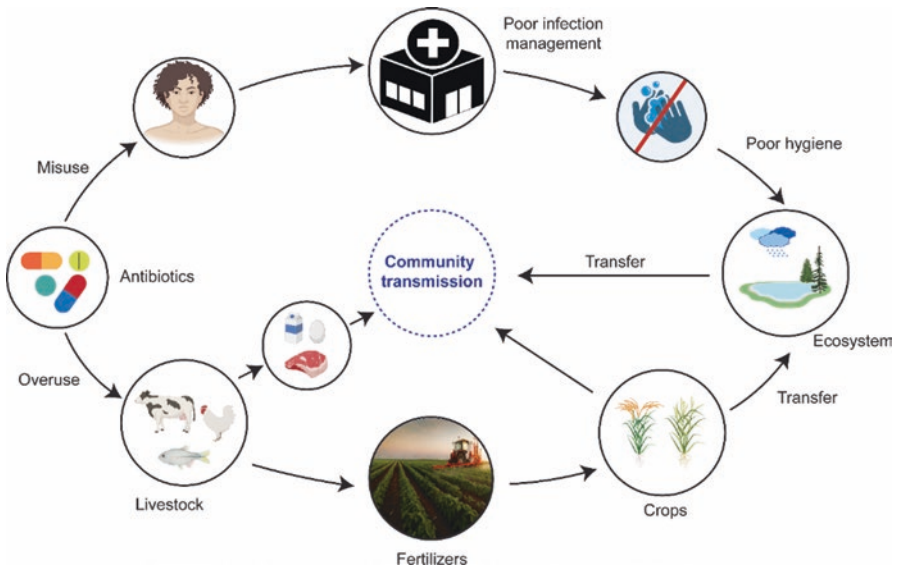 Poor infection
management
Misuse
Poor hygiene
Antibiotics
Community
transmission
Transfer
Ecosystem
Overuse
Transfer
Livestock
Crops
Fertilizers